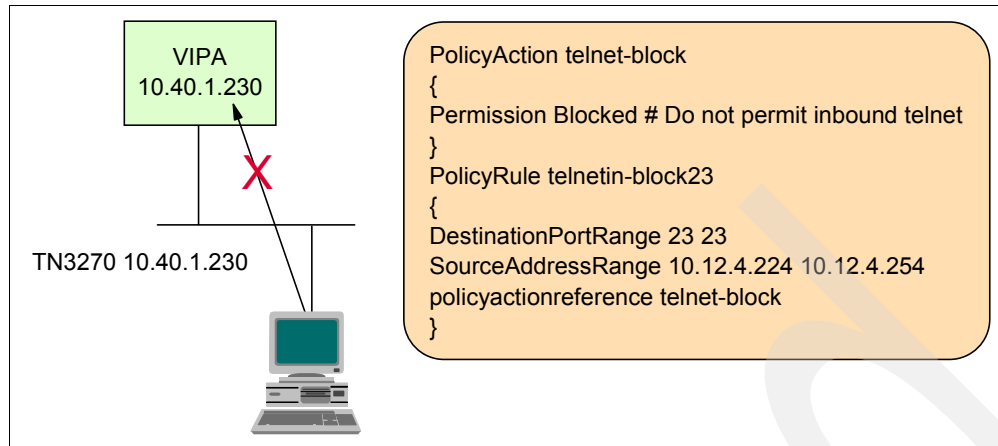 VIPA
10.40.1.230
X
TN3270 10.40.1.230
PolicyAction telnet-block
{
Permission Blocked # Do not permit inbound telnet
}
PolicyRule telnetin-block23
{
DestinationPortRange 23 23
SourceAddressRange 10.12.4.224 10.12.4.254
policyactionreference telnet-block
}